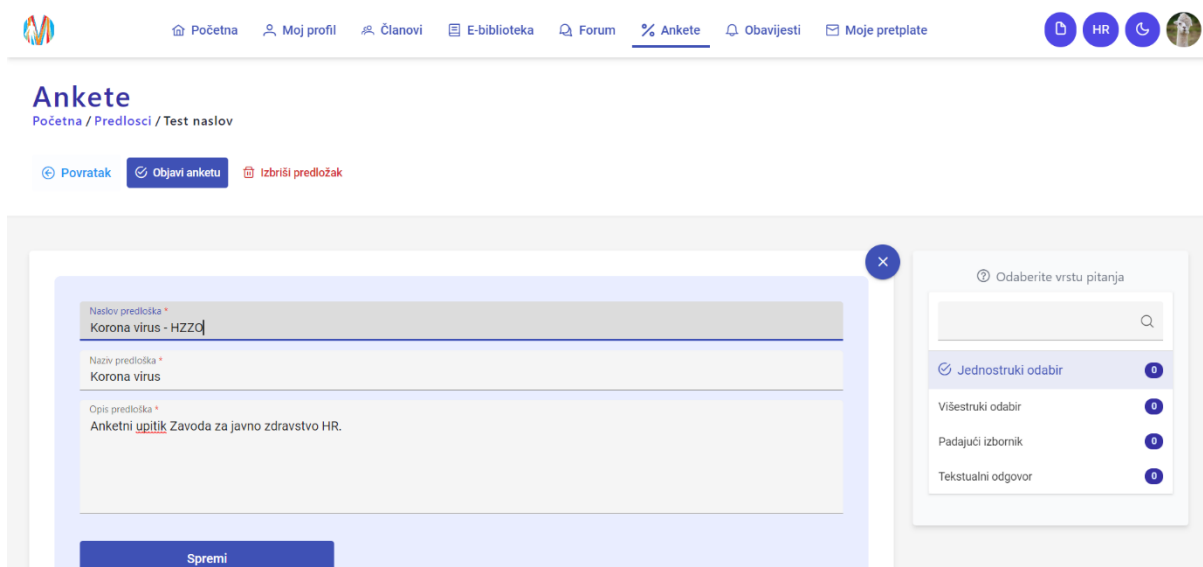 Početna Moj profil Članovi E-biblioteka Forum Ankete Obavijesti Moje pretplate HR
Ankete
Početna / Predlosci / Test naslov
Povratak Objavi anketu Izbriši predložak
Odaberite vrstu pitanja
Naslov predloška *
Korona virus - HZZO
Naziv predloška *
Korona virus
Opis predloška *
Anketni upitik Zavoda za javno zdravstvo HR.
Spremi
Jednostruki odabir 0
Višestruki odabir 0
Padajući izbornik 0
Tekstualni odgovor 0